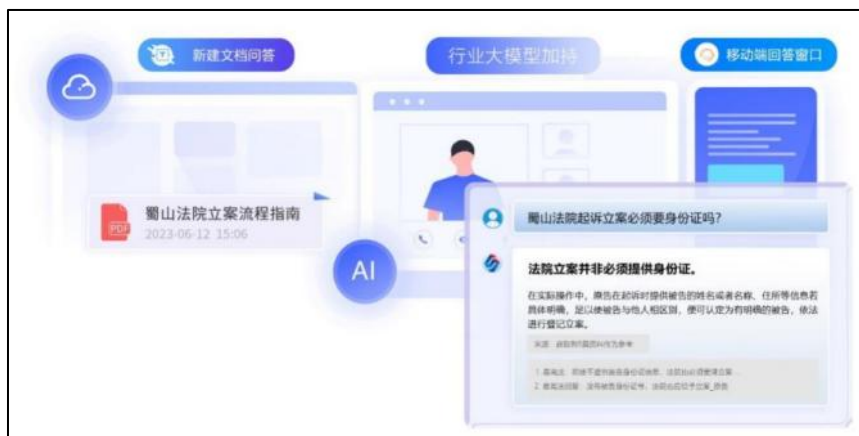 新建文档问答
行业大模型加持
移动端回答窗口
PDF
蜀山法院立案流程指南
2023-06-12 15:06
AI
蜀山法院起诉立案必须要身份证吗?
法院立案并非必须提供身份证。
在实际操作中，原告在起诉时提供被告的姓名或者名称、住所等信息若
具体明确，足以使被告与他人相区别，便可认定为有明确的被告，依法
进行登记立案。